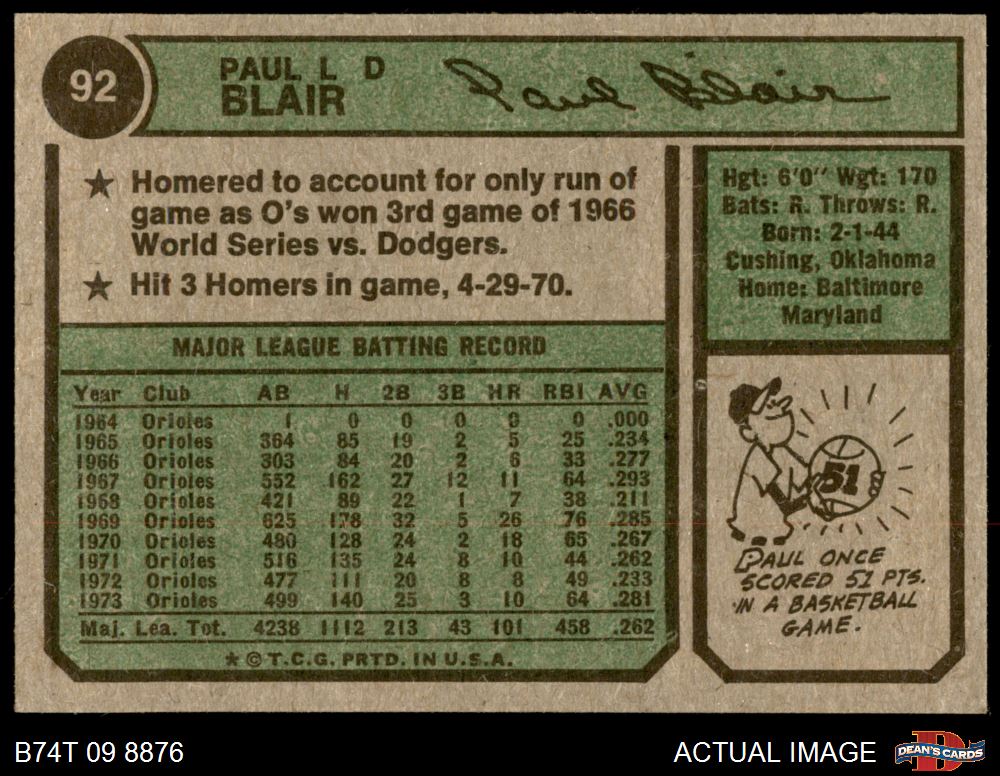 92
PAUL L D
BLAIR
Paul Blair
★ Homered to account for only run of
game as O's won 3rd game of 1966
World Series vs. Dodgers.
★ Hit 3 Homers in game, 4-29-70.
Hgt: 6'0" Wgt: 170
Bats: R. Throws: R.
Born: 2-1-44
Cushing, Oklahoma
Home: Baltimore
Maryland
MAJOR LEAGUE BATTING RECORD
Year Club AB H 2B 3B HR RBI AVG
1964 Orioles 1 0 0 0 0 0 .000
1965 Orioles 364 85 19 2 5 25 .234
1966 Orioles 303 84 20 2 6 33 .277
1967 Orioles 552 162 27 12 11 64 .293
1968 Orioles 421 89 22 1 7 38 .211
1969 Orioles 625 178 32 5 26 76 .285
1970 Orioles 480 128 24 2 18 65 .267
1971 Orioles 516 135 24 8 10 44 .262
1972 Orioles 477 111 20 8 8 49 .233
1973 Orioles 499 140 25 3 10 64 .281
Maj. Lea. Tot. 4238 1112 213 43 101 458 .262
★ © T.C.G. PRTD. IN U.S.A.
51
PAUL ONCE
SCORED 51 PTS.
IN A BASKETBALL
GAME.
B74T 09 8876
ACTUAL IMAGE
DEAN'S CARDS